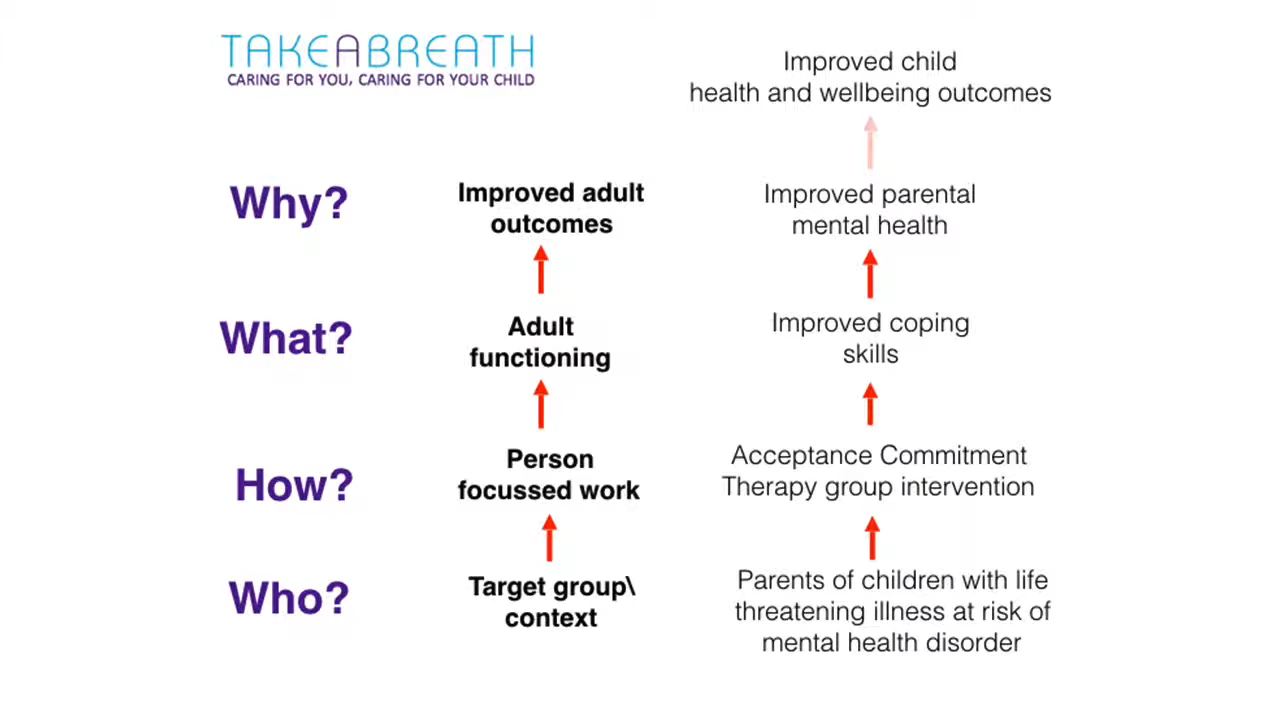 TAKEABREATH
CARING FOR YOU, CARING FOR YOUR CHILD
Improved child
health and wellbeing outcomes
Why?
Improved adult
outcomes
Improved parental
mental health
What?
Adult
functioning
Improved coping
skills
How?
Person
focussed work
Acceptance Commitment
Therapy group intervention
Who?
Target group\
context
Parents of children with life
threatening illness at risk of
mental health disorder